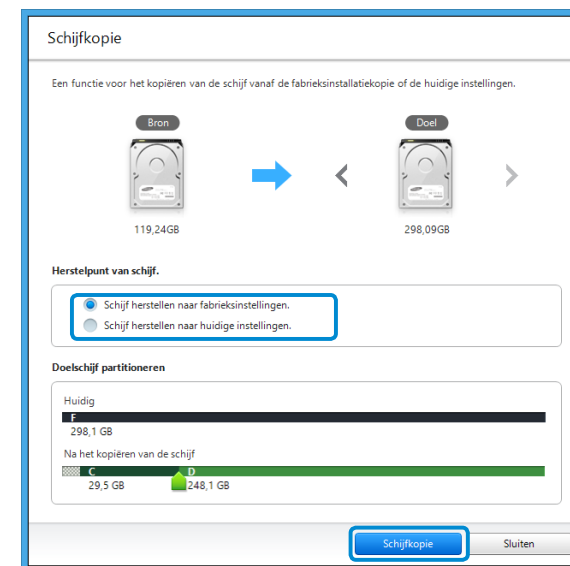 Schijfkopie
Een functie voor het kopiëren van de schijf vanaf de fabrieksinstallatiekopie of de huidige instellingen.
Bron
Doel
119,24GB
298,09GB
Herstelpunt van schijf.
Schijf herstellen naar fabrieksinstellingen.
Schijf herstellen naar huidige instellingen.
Doelschijf partitioneren
Huidig
F
298,1 GB
Na het kopiëren van de schijf
C D
29,5 GB 248,1 GB
Schijfkopie Sluiten